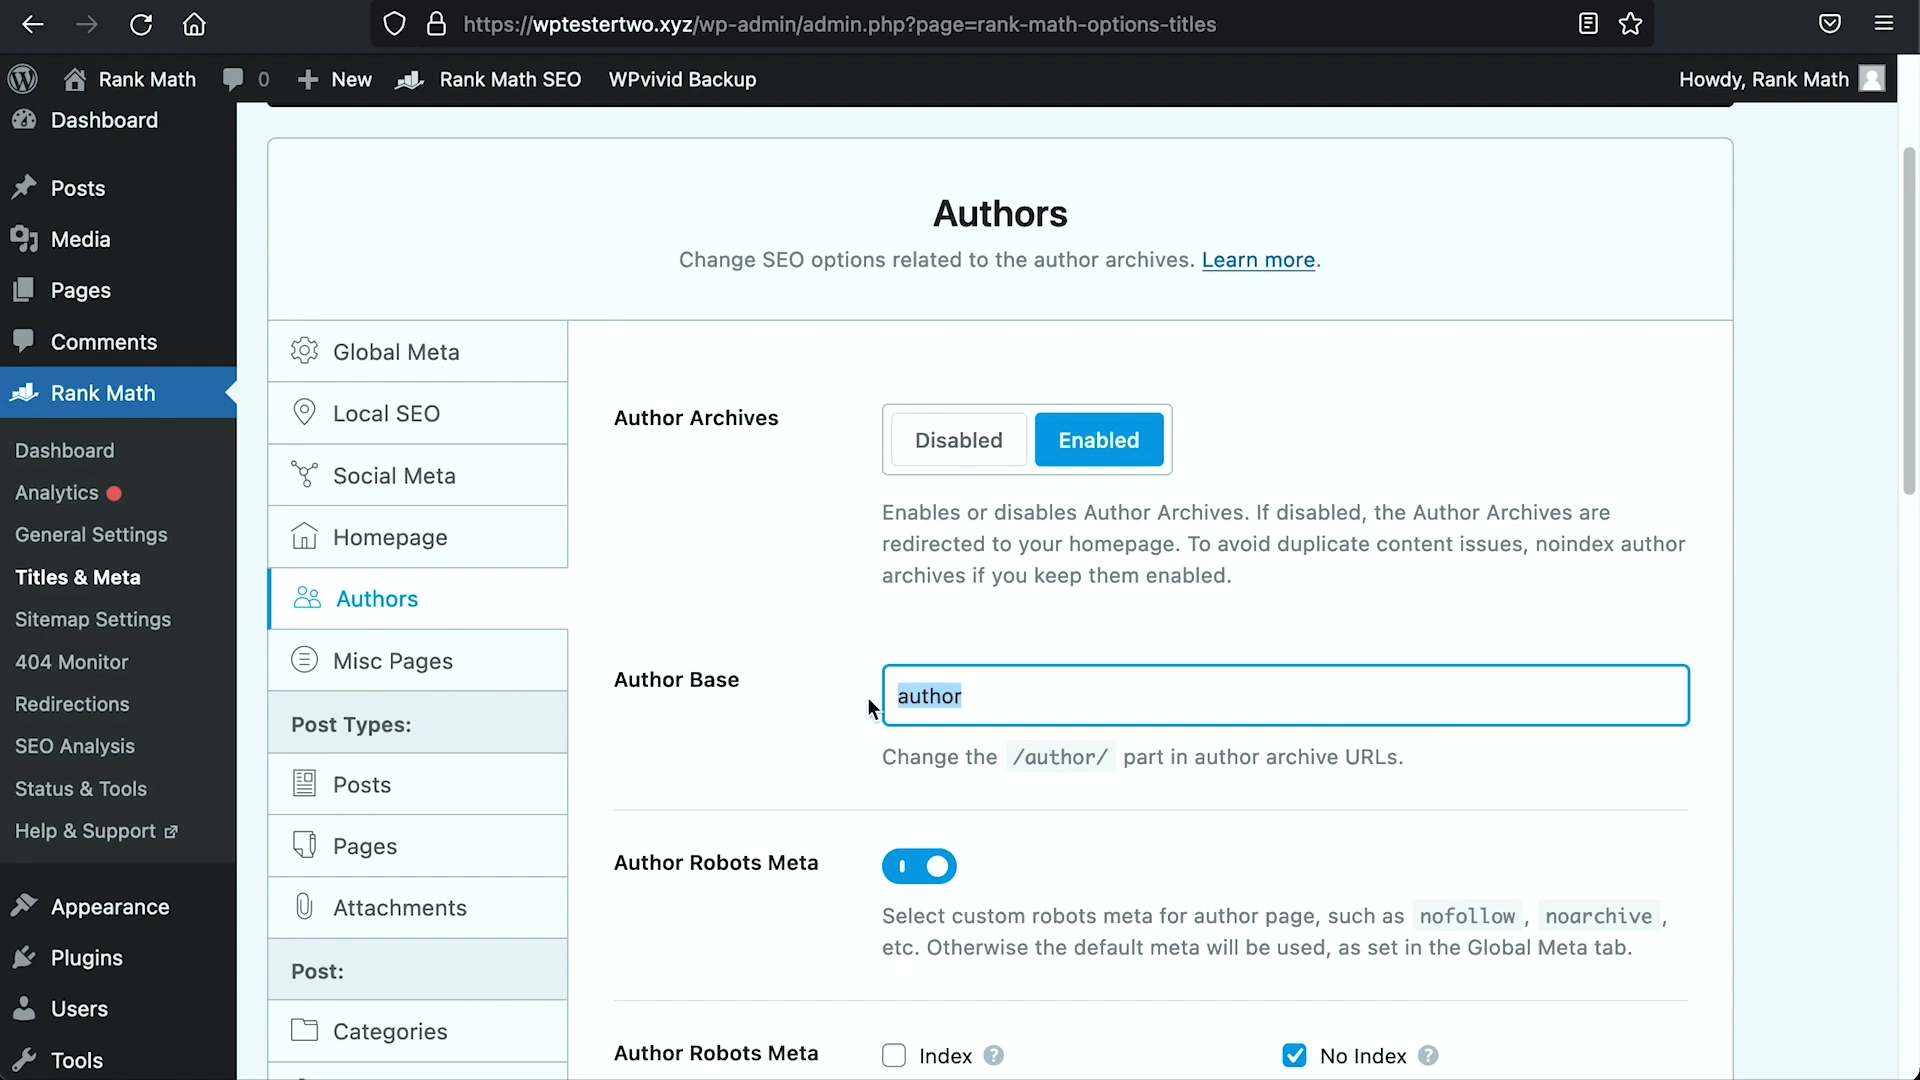 https://wptestertwo.xyz/wp-admin/admin.php?page=rank-math-options-titles
Rank Math 0 New Rank Math SEO WPvivid Backup Howdy, Rank Math
Dashboard
Posts
Media
Pages
Comments
Rank Math
Dashboard
Analytics
General Settings
Titles & Meta
Sitemap Settings
404 Monitor
Redirections
SEO Analysis
Status & Tools
Help & Support
Appearance
Plugins
Users
Tools
Authors
Change SEO options related to the author archives. Learn more.
Global Meta
Local SEO
Social Meta
Homepage
Authors
Misc Pages
Post Types:
Posts
Pages
Attachments
Post:
Categories
Author Archives
Disabled Enabled
Enables or disables Author Archives. If disabled, the Author Archives are
redirected to your homepage. To avoid duplicate content issues, noindex author
archives if you keep them enabled.
Author Base
author
Change the /author/ part in author archive URLs.
Author Robots Meta
Select custom robots meta for author page, such as nofollow, noarchive,
etc. Otherwise the default meta will be used, as set in the Global Meta tab.
Author Robots Meta
Index ?
No Index ?